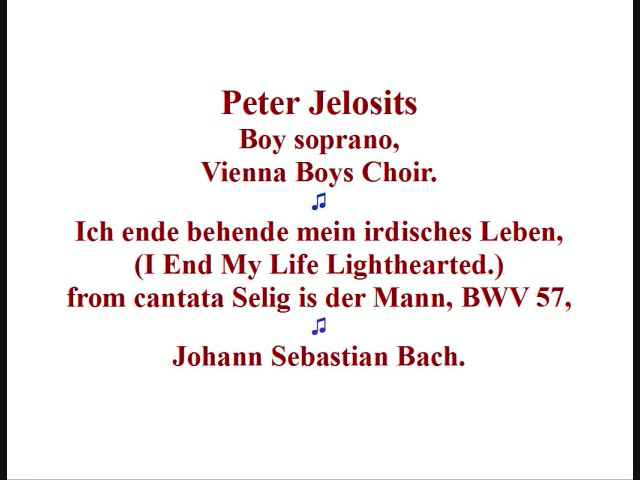 Peter Jelosits
Boy soprano,
Vienna Boys Choir.
♫
Ich ende behende mein irdisches Leben,
(I End My Life Lighthearted.)
from cantata Selig is der Mann, BWV 57,
♫
Johann Sebastian Bach.